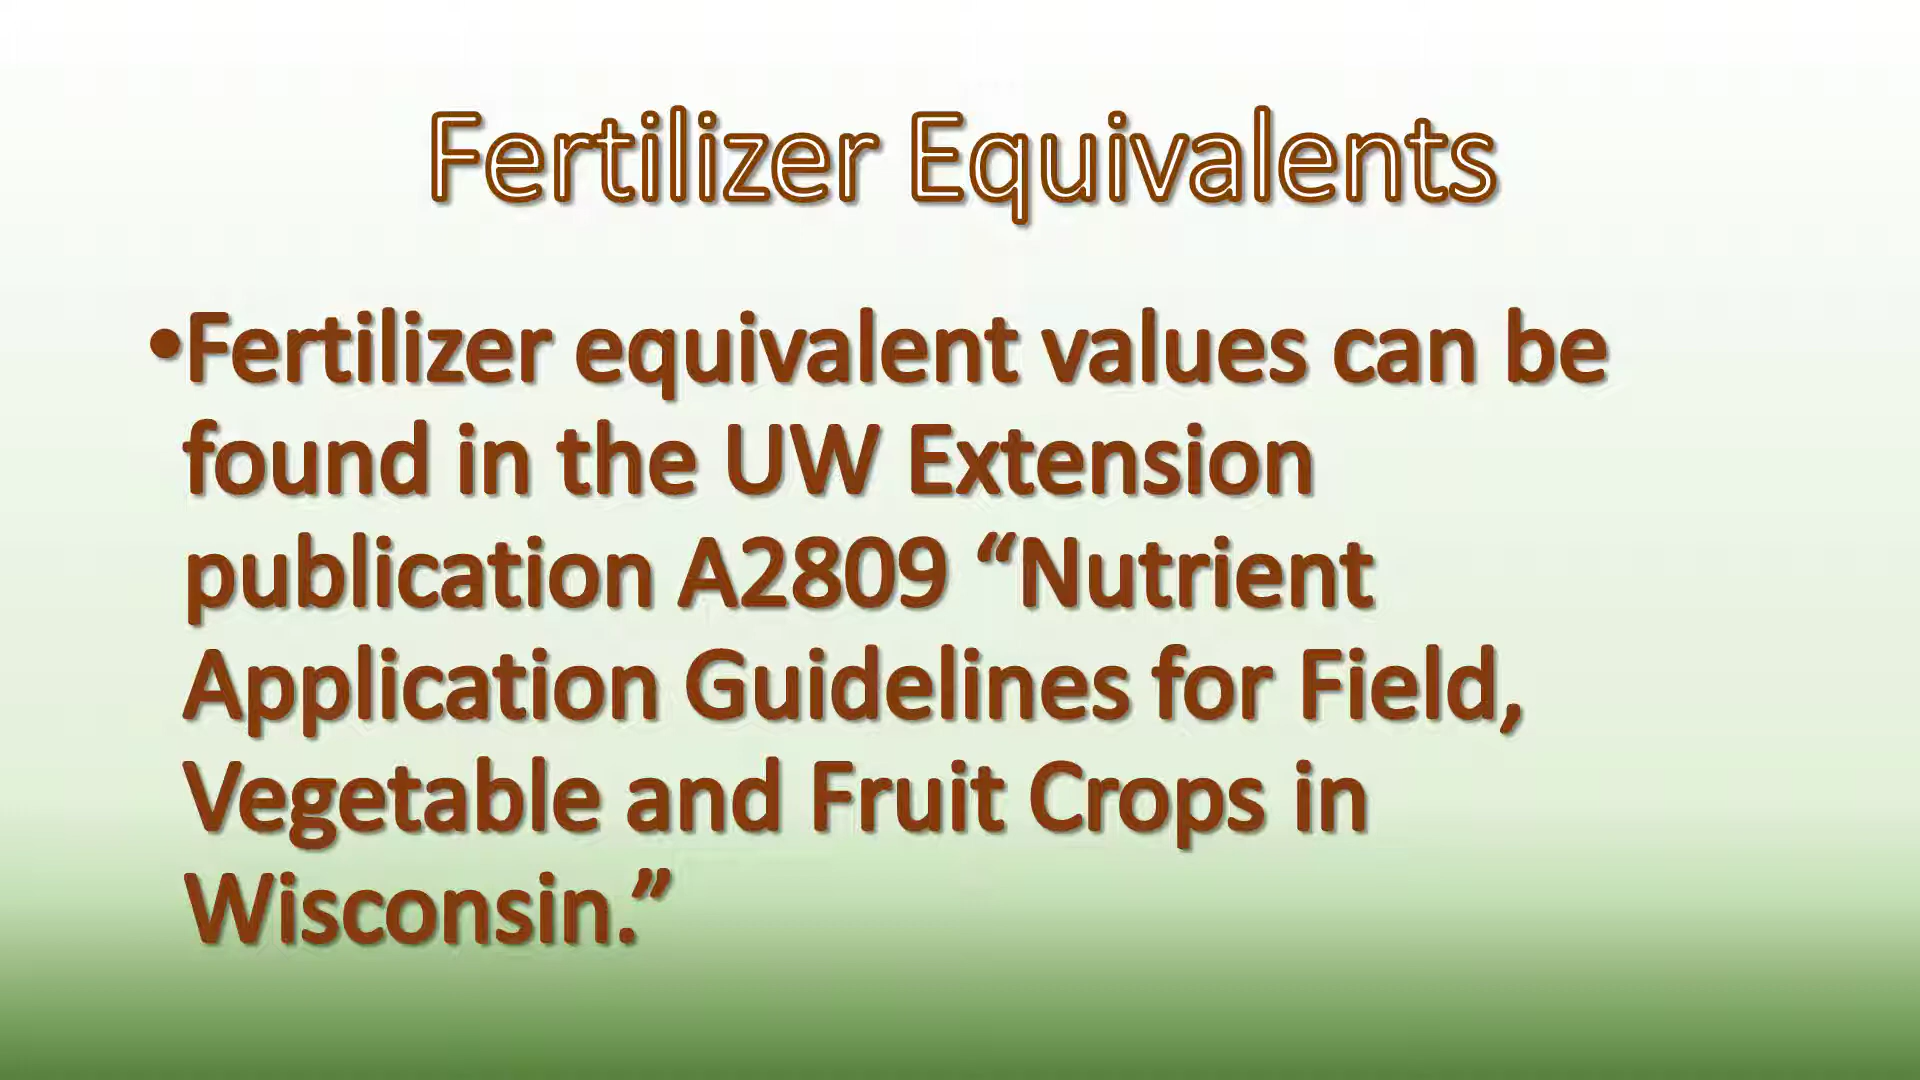 Fertilizer Equivalents
•Fertilizer equivalent values can be
found in the UW Extension
publication A2809 “Nutrient
Application Guidelines for Field,
Vegetable and Fruit Crops in
Wisconsin.”